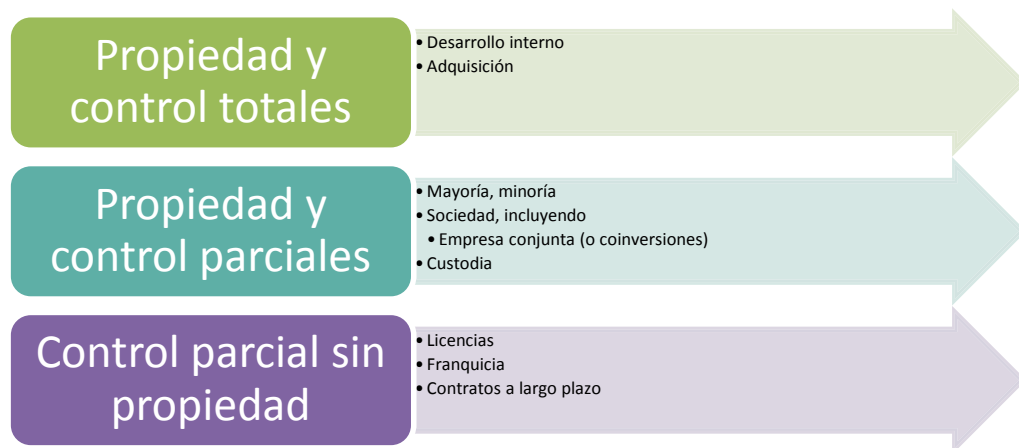 Propiedad y
control totales
• Desarrollo interno
• Adquisición
Propiedad y
control parciales
• Mayoría, minoría
• Sociedad, incluyendo
• Empresa conjunta (o coinversiones)
• Custodia
Control parcial sin
propiedad
• Licencias
• Franquicia
• Contratos a largo plazo